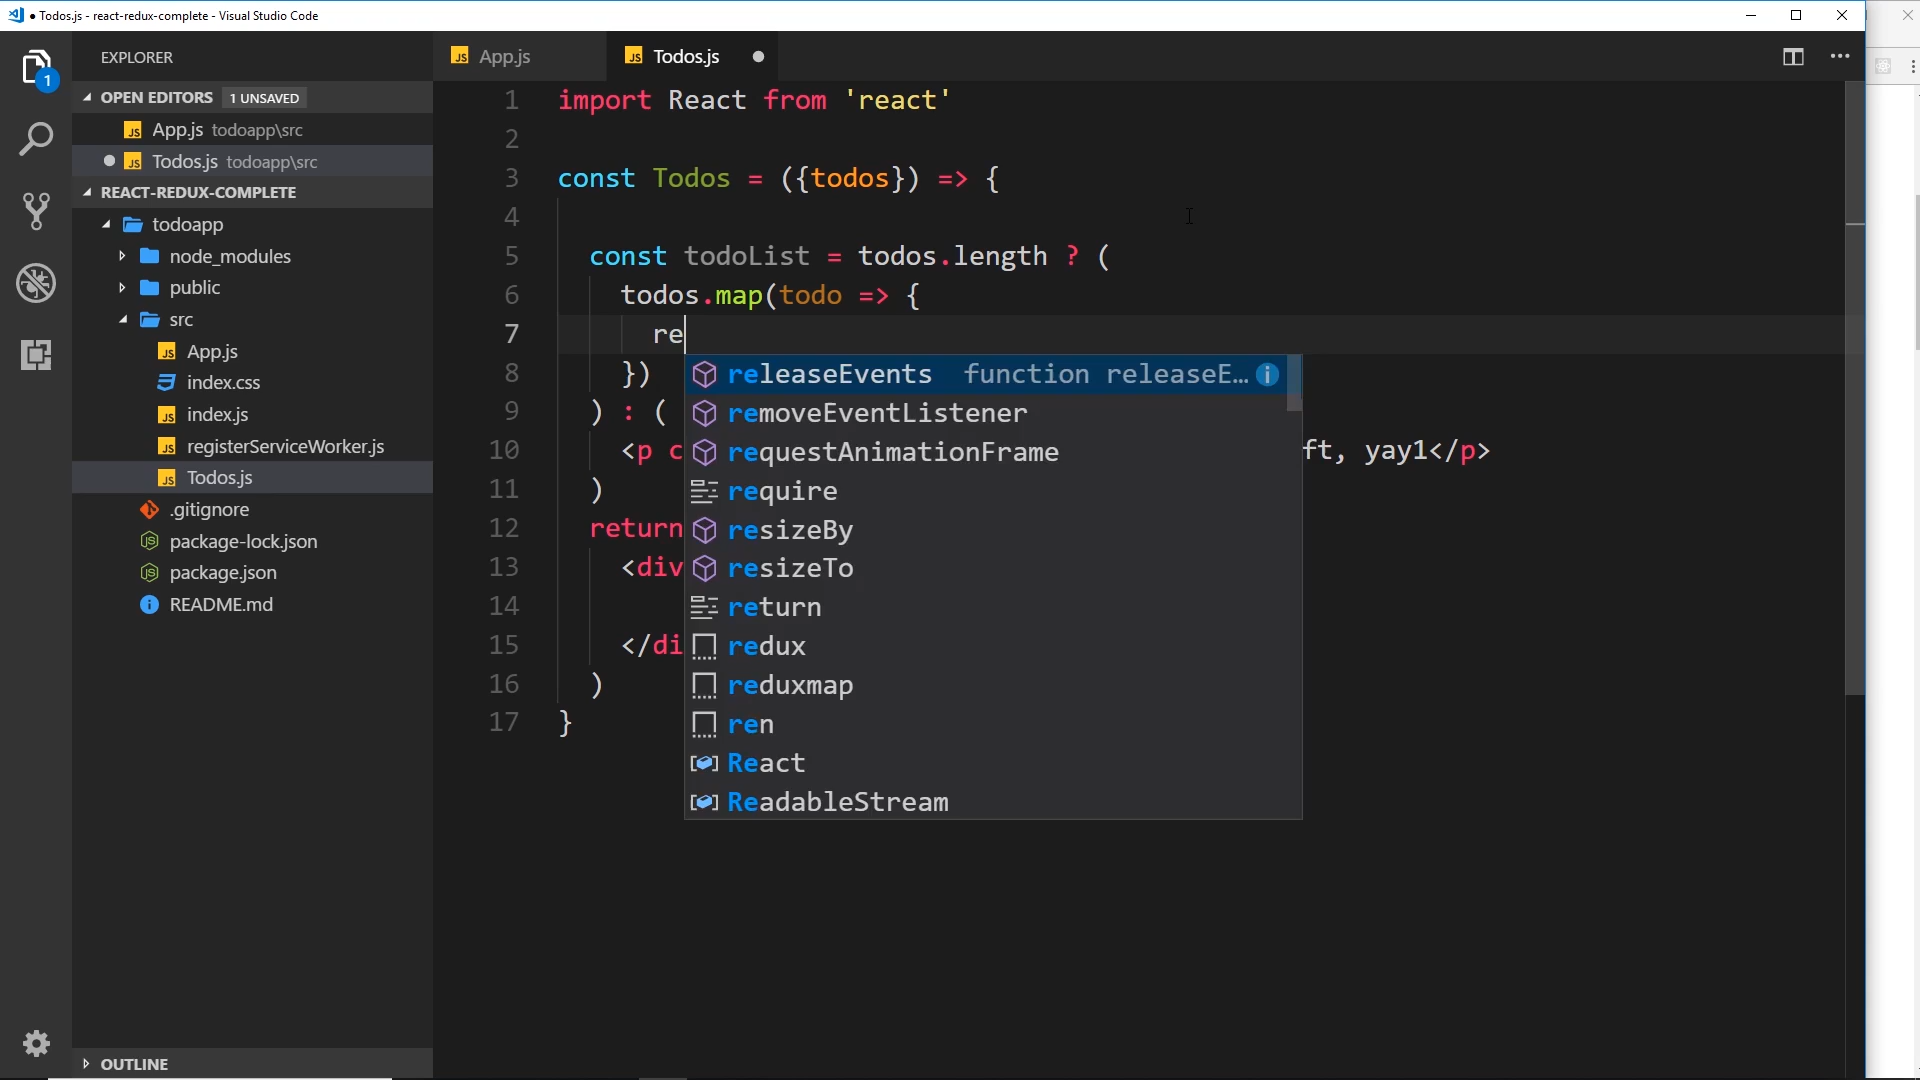 Todos.js - react-redux-complete - Visual Studio Code
EXPLORER
OPEN EDITORS 1 UNSAVED
App.js todoapp\src
Todos.js todoapp\src
REACT-REDUX-COMPLETE
todoapp
node_modules
public
src
App.js
index.css
index.js
registerServiceWorker.js
Todos.js
.gitignore
package-lock.json
package.json
README.md
OUTLINE
1
App.js
Todos.js
1 import React from 'react'
2
3 const Todos = ({todos}) => {
4
5 const todoList = todos.length ? (
6 todos.map(todo => {
7 re
8 })
9 ) : (
10 <p c ft, yay1</p>
11 )
12 return
13 <div
14
15 </di
16 )
17 }
releaseEvents function releaseE…
removeEventListener
requestAnimationFrame
require
resizeBy
resizeTo
return
redux
reduxmap
ren
React
ReadableStream